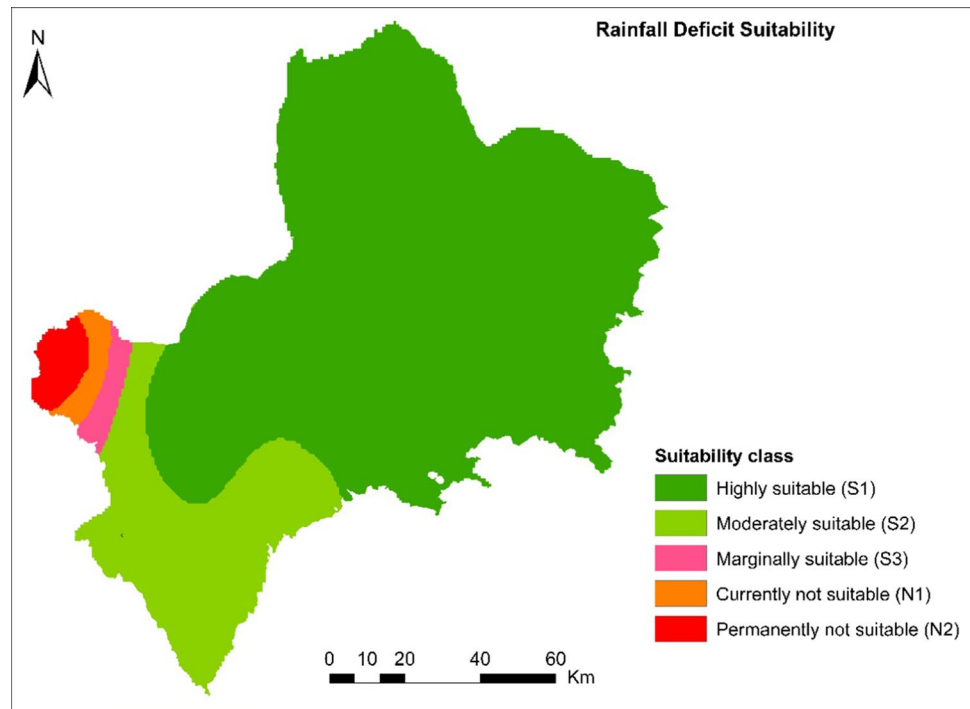 Rainfall Deficit Suitability
N
Suitability class
Highly suitable (S1)
Moderately suitable (S2)
Marginally suitable (S3)
Currently not suitable (N1)
Permanently not suitable (N2)
0 10 20 40 60
Km